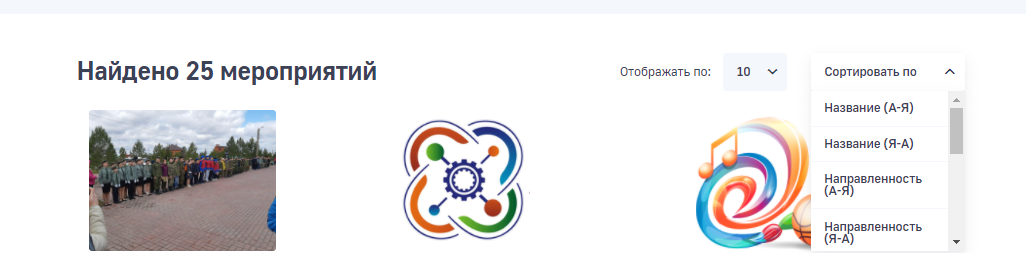 Найдено 25 мероприятий
Отображать по:
10
Сортировать по
Название (А-Я)
Название (Я-А)
Направленность
(А-Я)
Направленность
(Я-А)